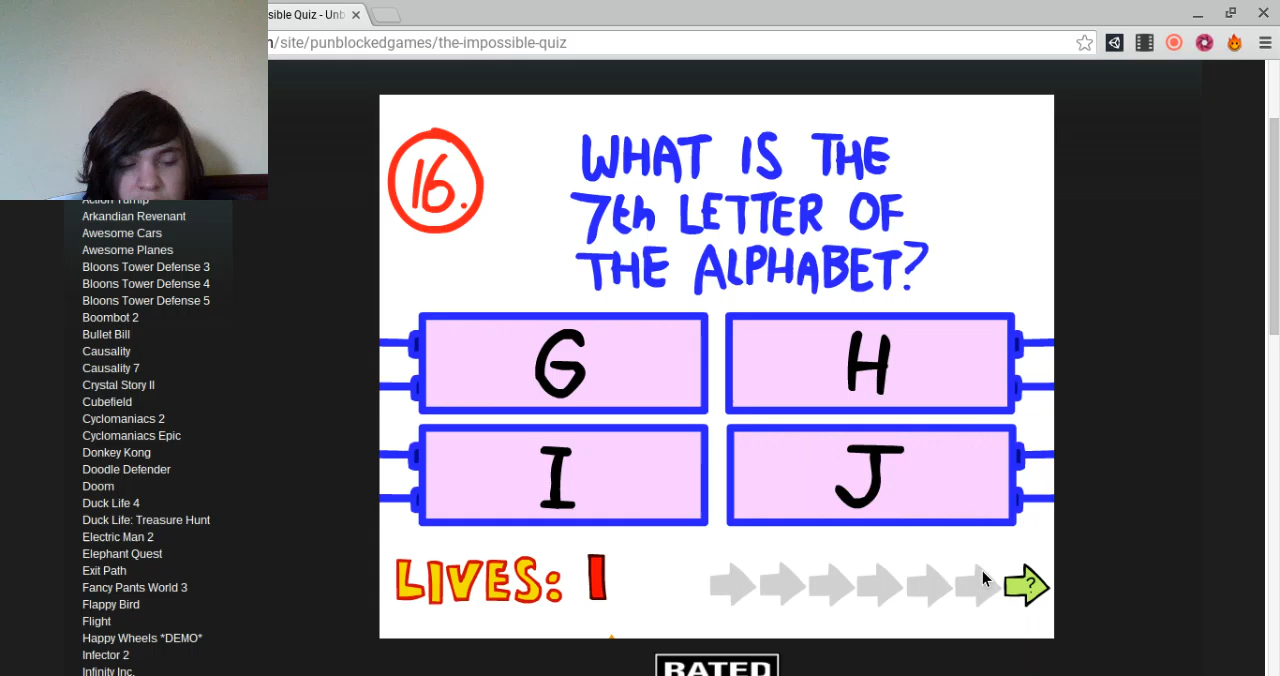 sible Quiz - Unb
/site/punblockedgames/the-impossible-quiz
Action Turnip
Arkandian Revenant
Awesome Cars
Awesome Planes
Bloons Tower Defense 3
Bloons Tower Defense 4
Bloons Tower Defense 5
Boombot 2
Bullet Bill
Causality
Causality 7
Crystal Story II
Cubefield
Cyclomaniacs 2
Cyclomaniacs Epic
Donkey Kong
Doodle Defender
Doom
Duck Life 4
Duck Life: Treasure Hunt
Electric Man 2
Elephant Quest
Exit Path
Fancy Pants World 3
Flappy Bird
Flight
Happy Wheels *DEMO*
Infector 2
Infinity Inc.
16.
WHAT IS THE
7th LETTER OF
THE ALPHABET?
G H
I J
LIVES: 1
?
RATED